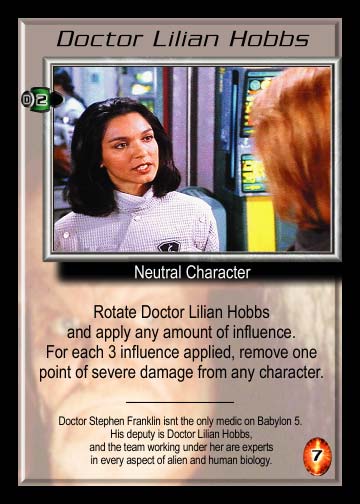 Doctor Lilian Hobbs
D 2
Neutral Character
Rotate Doctor Lilian Hobbs
and apply any amount of influence.
For each 3 influence applied, remove one
point of severe damage from any character.
Doctor Stephen Franklin isnt the only medic on Babylon 5.
His deputy is Doctor Lilian Hobbs,
and the team working under her are experts
in every aspect of alien and human biology.
7